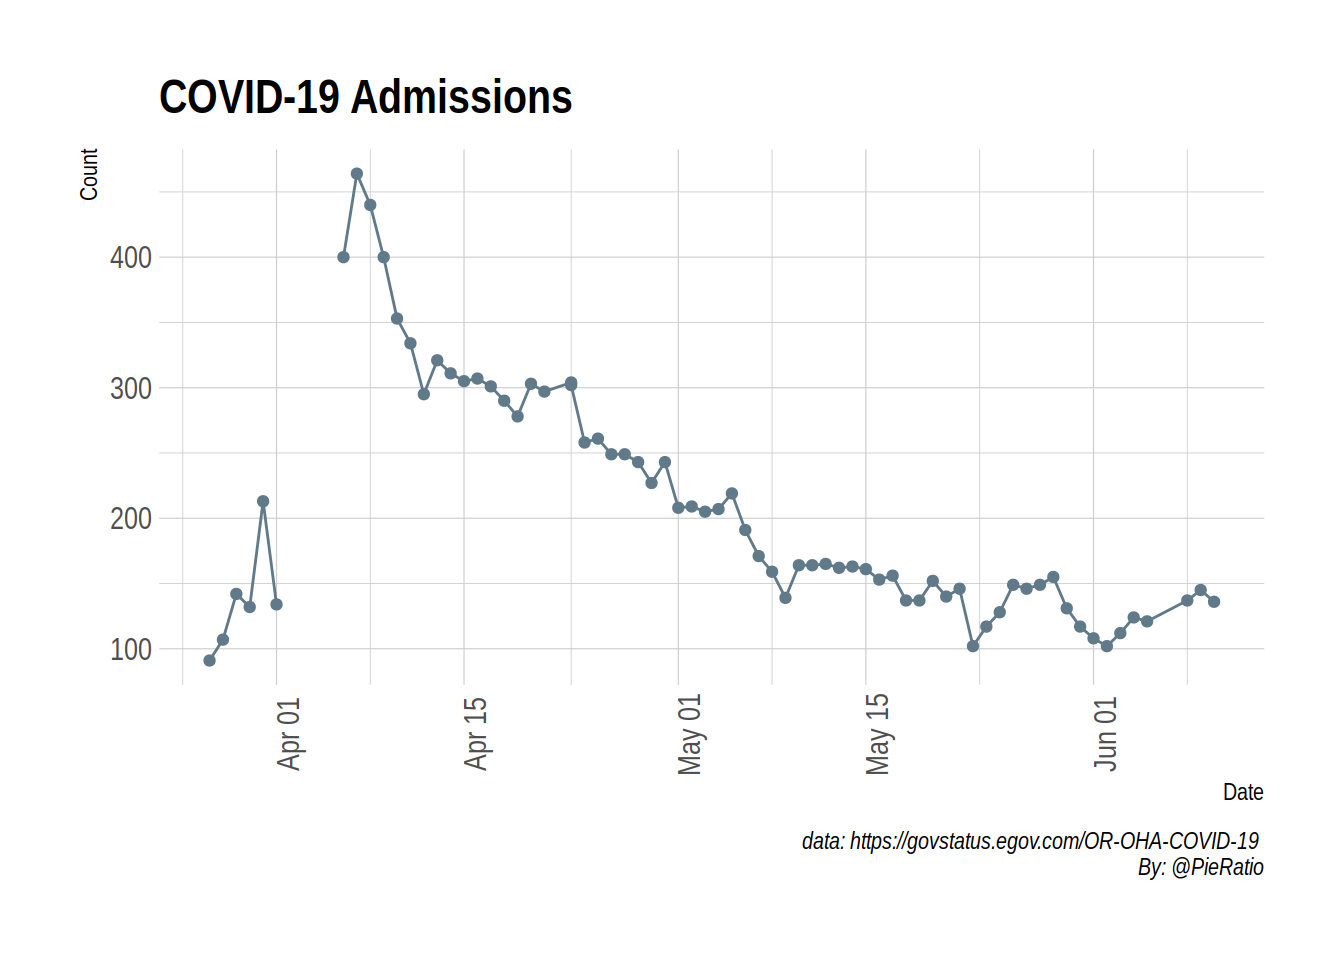 COVID-19 Admissions
Count
400
300
200
100
Apr 01
Apr 15
May 01
May 15
Jun 01
Date
data: https://govstatus.egov.com/OR-OHA-COVID-19
By: @PieRatio